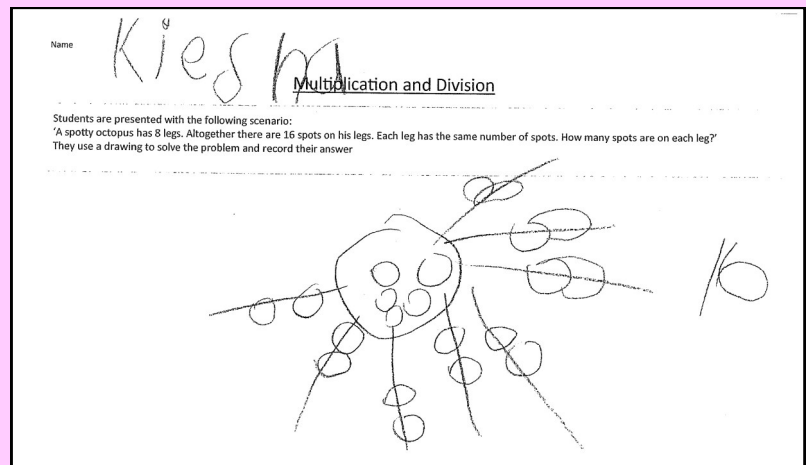 Name
Kiesha
Multiplication and Division
Students are presented with the following scenario:
'A spotty octopus has 8 legs. Altogether there are 16 spots on his legs. Each leg has the same number of spots. How many spots are on each leg?'
They use a drawing to solve the problem and record their answer
16